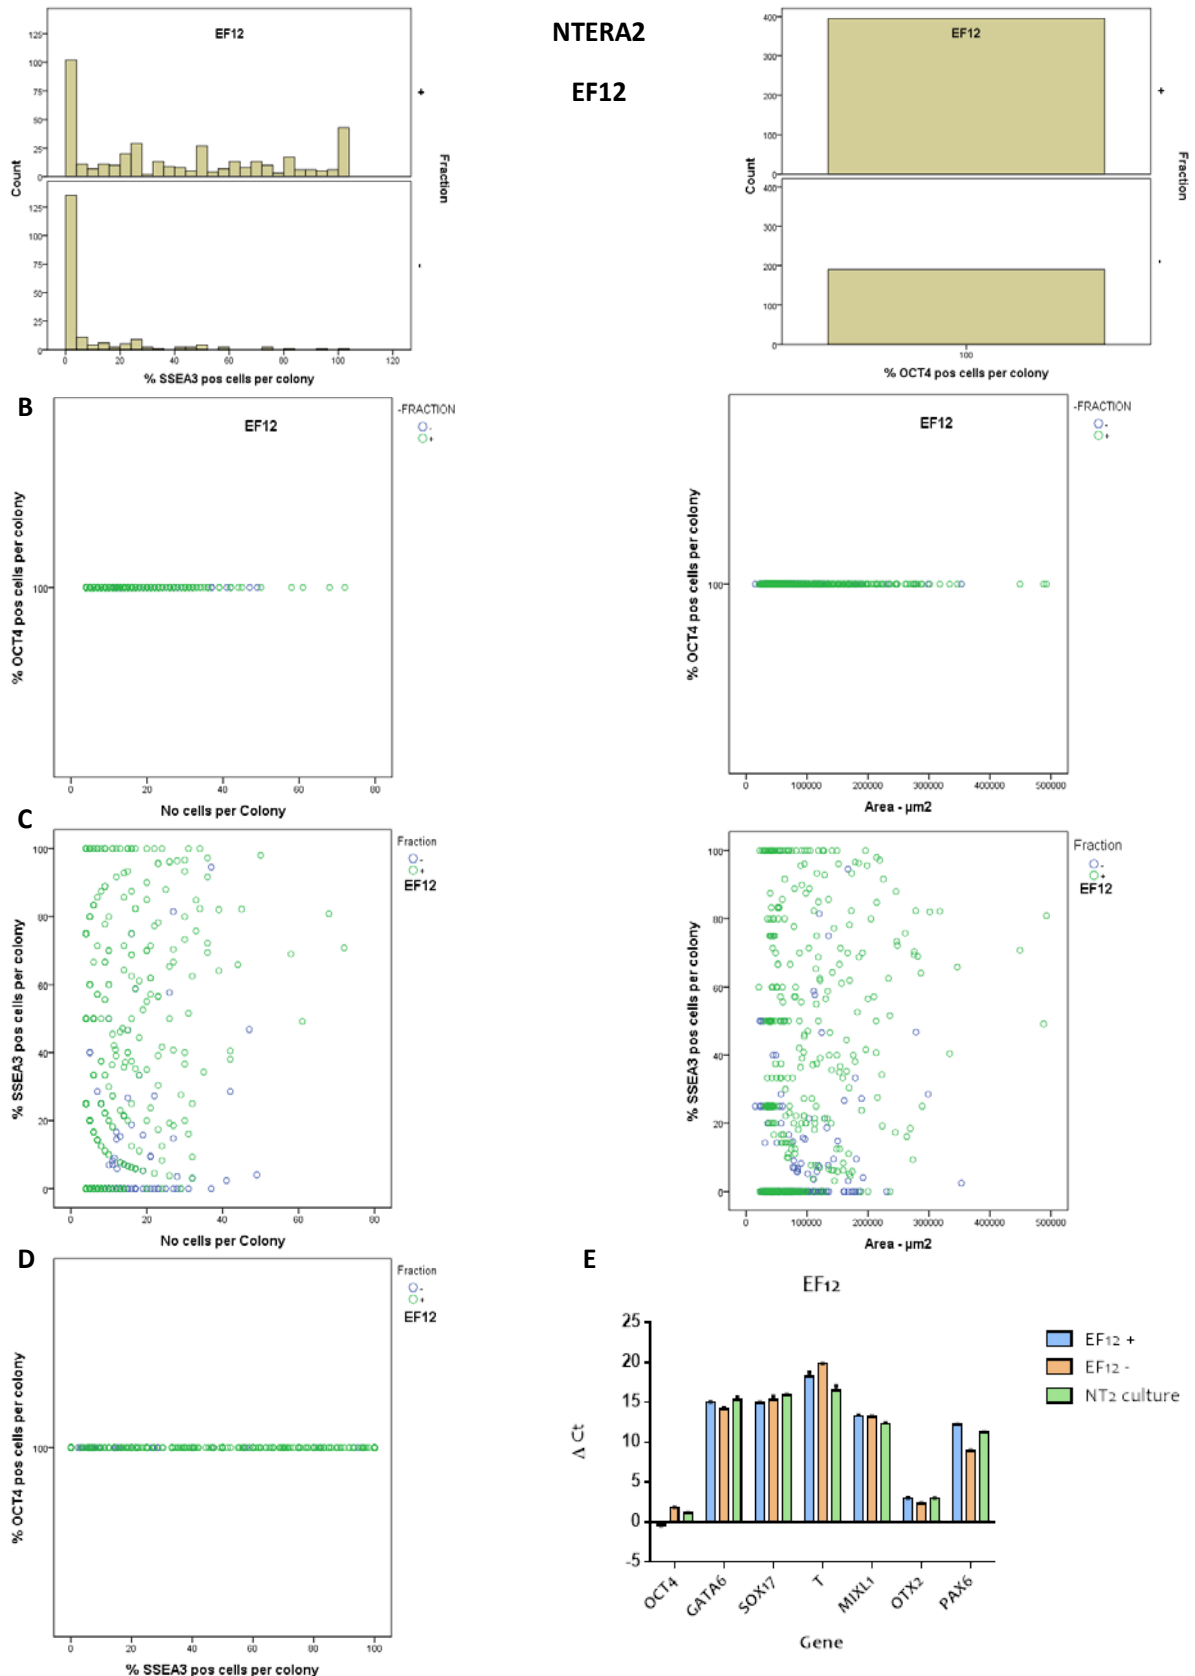 NTERA2
EF12
EF12
125
100
75
50
25
0
+
Count
Fraction
125
100
75
50
25
0
-
0 20 40 60 80 100 120
% SSEA3 pos cells per colony
EF12
400
300
200
100
0
+
Count
Fraction
400
300
200
100
0
-
100
% OCT4 pos cells per colony
B
EF12
-FRACTION
-
+
% OCT4 pos cells per colony
100
0 20 40 60 80
No cells per Colony
EF12
-FRACTION
-
+
% OCT4 pos cells per colony
100
0 100000 200000 300000 400000 500000
Area - µm2
C
Fraction
-
+
EF12
% SSEA3 pos cells per colony
100
80
60
40
20
0
0 20 40 60 80
No cells per Colony
Fraction
-
+
EF12
% SSEA3 pos cells per colony
100
80
60
40
20
0
0 100000 200000 300000 400000 500000
Area - µm2
D
Fraction
-
+
EF12
% OCT4 pos cells per colony
100
0 20 40 60 80 100
% SSEA3 pos cells per colony
E
EF12
25
20
15
10
5
0
-5
Δ Ct
EF12 +
EF12 -
NT2 culture
OCT4 GATA6 SOX17 T MIXL1 OTX2 PAX6
Gene